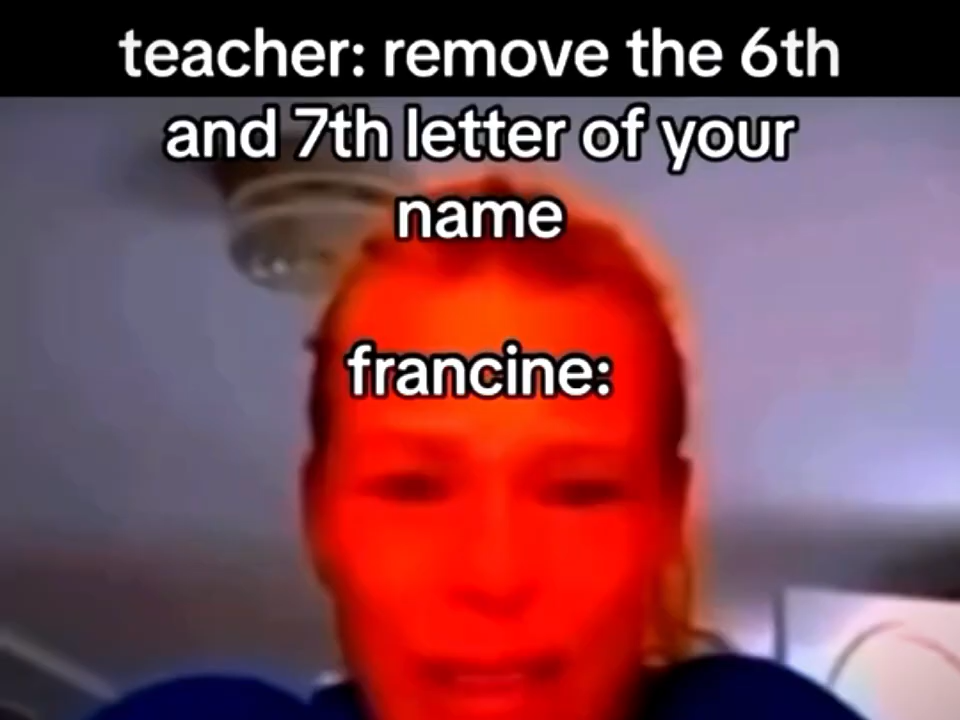 teacher: remove the 6th
and 7th letter of your
name
francine: